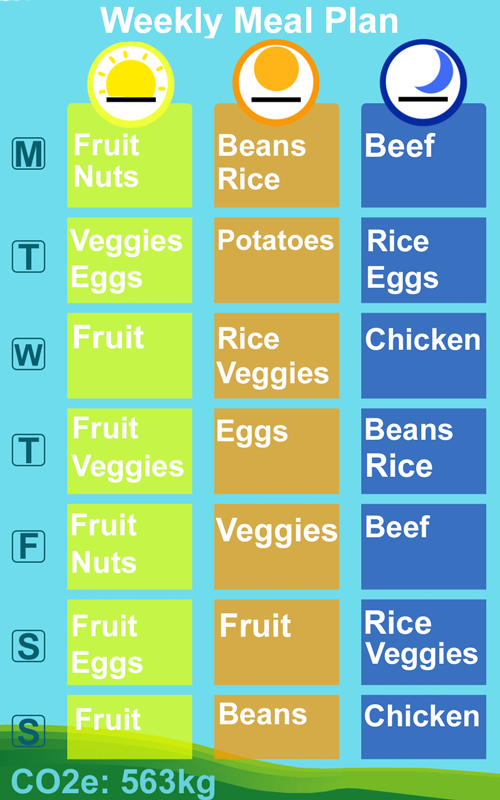 Weekly Meal Plan
M
Fruit
Nuts
Beans
Rice
Beef
T
Veggies
Eggs
Potatoes
Rice
Eggs
W
Fruit
Rice
Veggies
Chicken
T
Fruit
Veggies
Eggs
Beans
Rice
F
Fruit
Nuts
Veggies
Beef
S
Fruit
Eggs
Fruit
Rice
Veggies
S
Fruit
Beans
Chicken
CO2e: 563kg